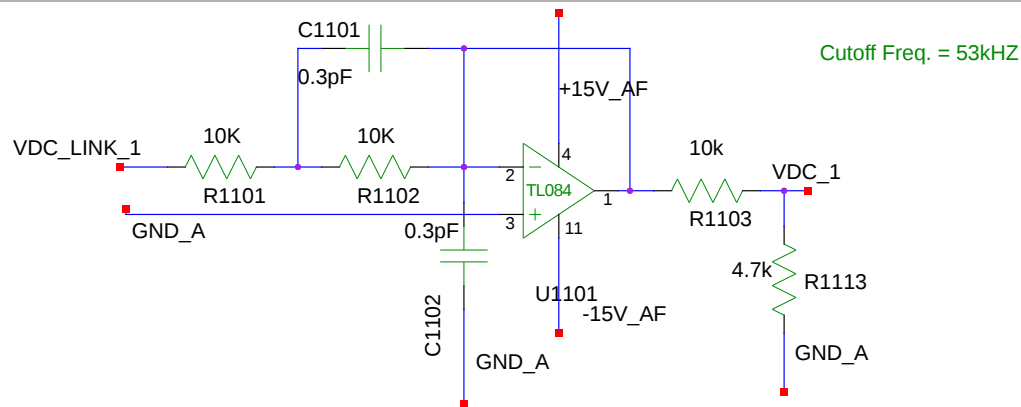 C1101
0.3pF
Cutoff Freq. = 53kHZ
+15V_AF
VDC_LINK_1
10K
R1101
10K
R1102
2
3
4
TL084
1
11
10k
R1103
VDC_1
GND_A
0.3pF
C1102
GND_A
U1101
-15V_AF
4.7k
R1113
GND_A